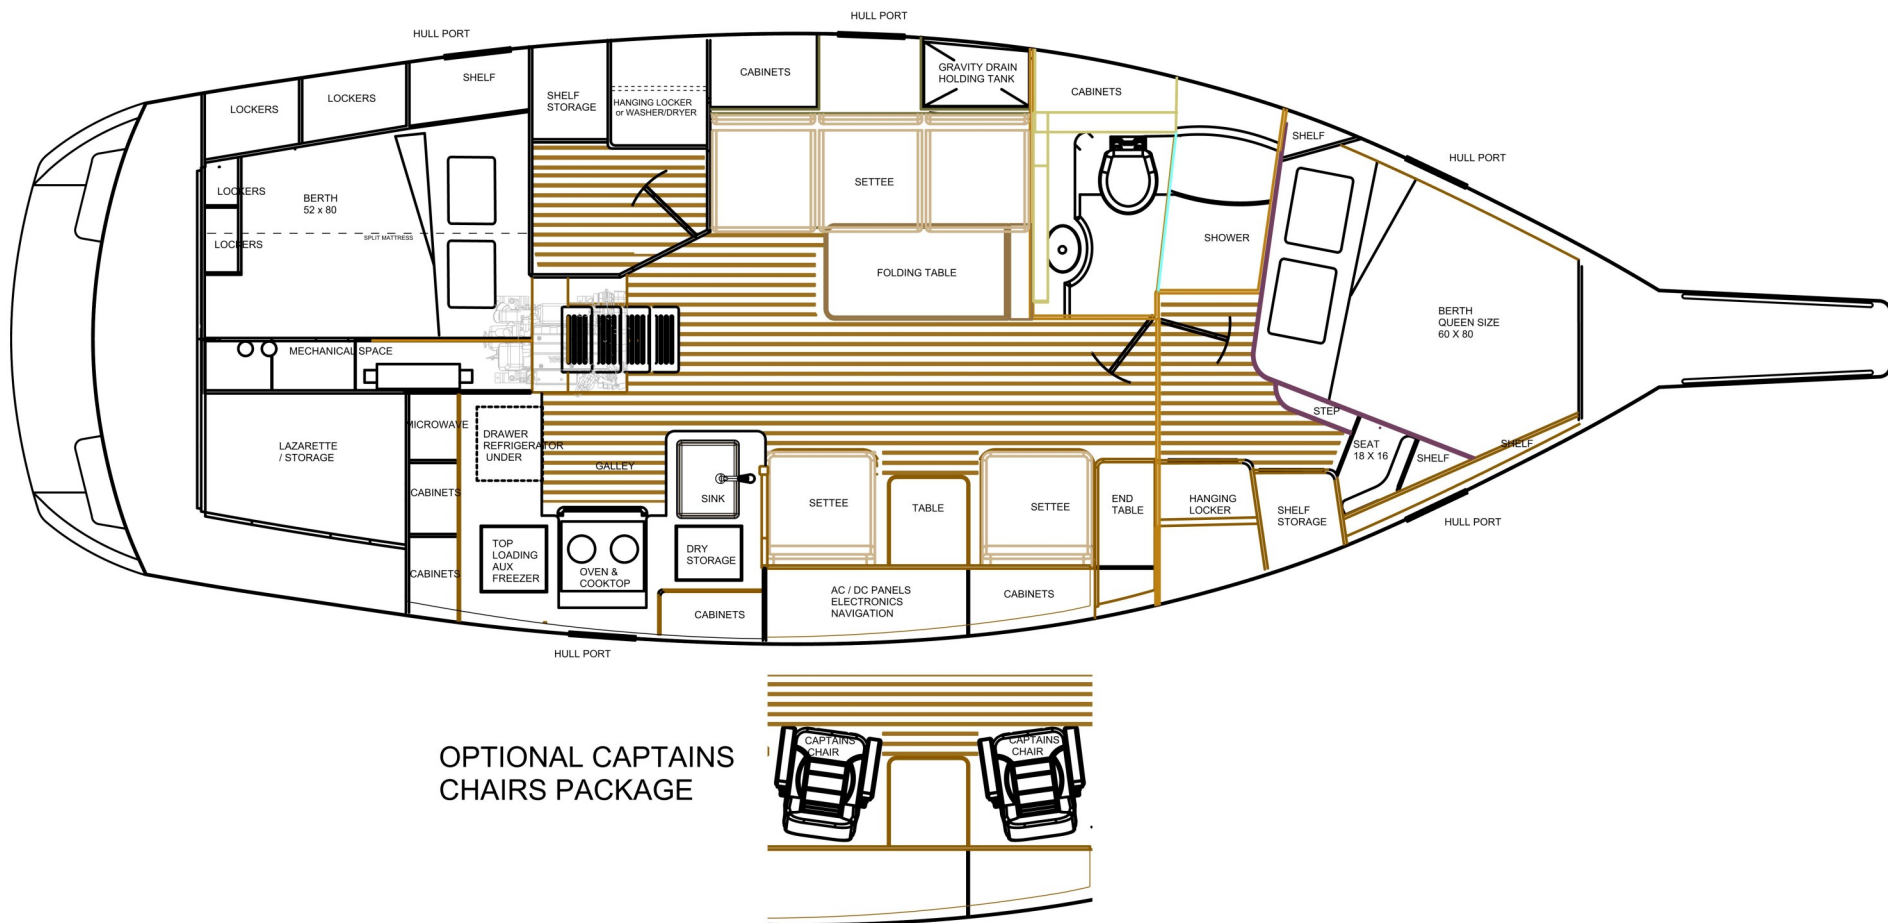 HULL PORT
HULL PORT
SHELF
LOCKERS
LOCKERS
SHELF
STORAGE
HANGING LOCKER
or WASHER/DRYER
CABINETS
GRAVITY DRAIN
HOLDING TANK
CABINETS
SHELF
HULL PORT
LOCKERS
BERTH
52 x 80
SETTEE
LOCKERS
SPLIT MATTRESS
SHOWER
FOLDING TABLE
BERTH
QUEEN SIZE
60 X 80
MECHANICAL SPACE
STEP
LAZARETTE
/ STORAGE
MICROWAVE
DRAWER
REFRIGERATOR
UNDER
GALLEY
SEAT
18 X 16
SHELF
SHELF
CABINETS
SINK
SETTEE
TABLE
SETTEE
END
TABLE
HANGING
LOCKER
SHELF
STORAGE
HULL PORT
TOP
LOADING
AUX
FREEZER
DRY
STORAGE
CABINETS
OVEN &
COOKTOP
CABINETS
AC / DC PANELS
ELECTRONICS
NAVIGATION
CABINETS
HULL PORT
OPTIONAL CAPTAINS
CHAIRS PACKAGE
CAPTAINS
CHAIR
CAPTAINS
CHAIR